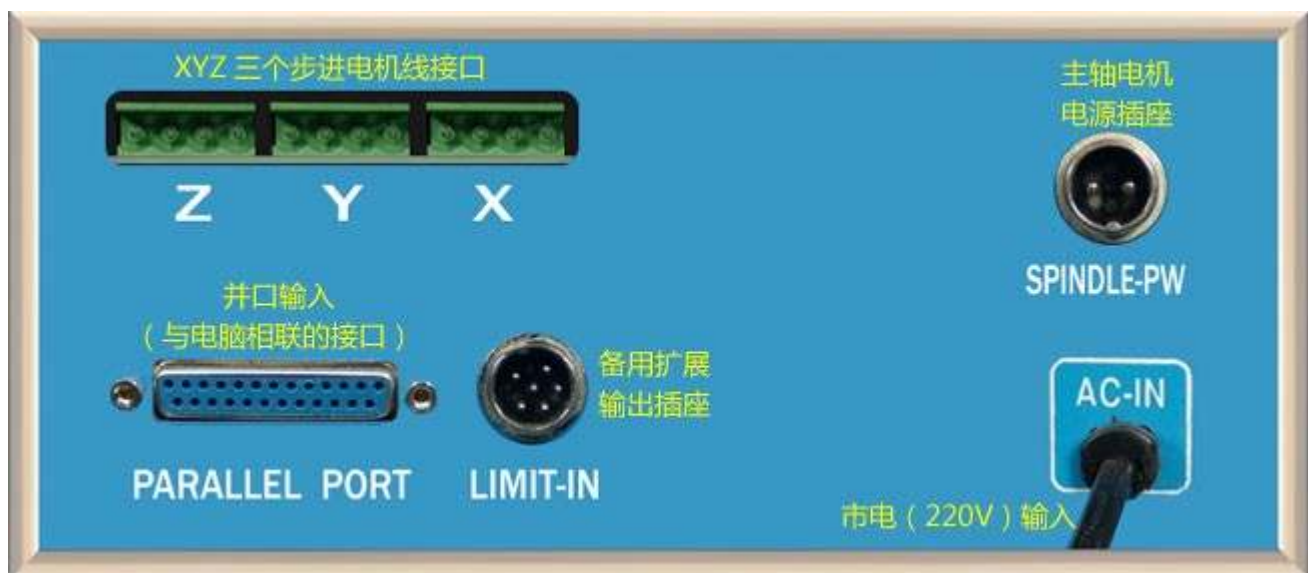 XYZ 三个步进电机线接口
Z Y X
主轴电机
电源插座
SPINDLE-PW
并口输入
（与电脑相联的接口）
PARALLEL PORT
备用扩展
输出插座
LIMIT-IN
AC-IN
市电（220V）输入